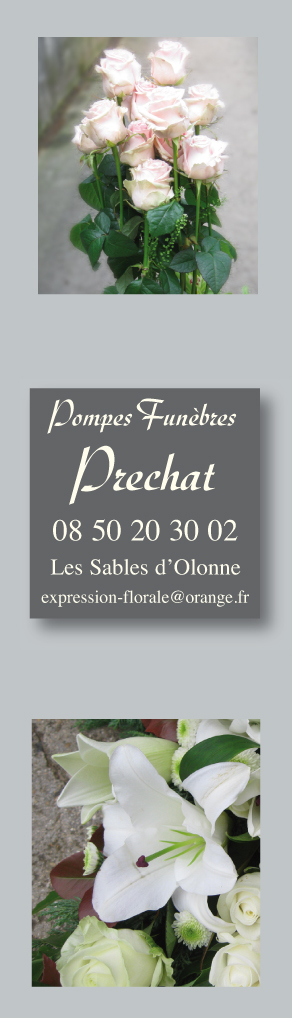 Pompes Funèbres
Prechat
08 50 20 30 02
Les Sables d'Olonne
expression-florale@orange.fr